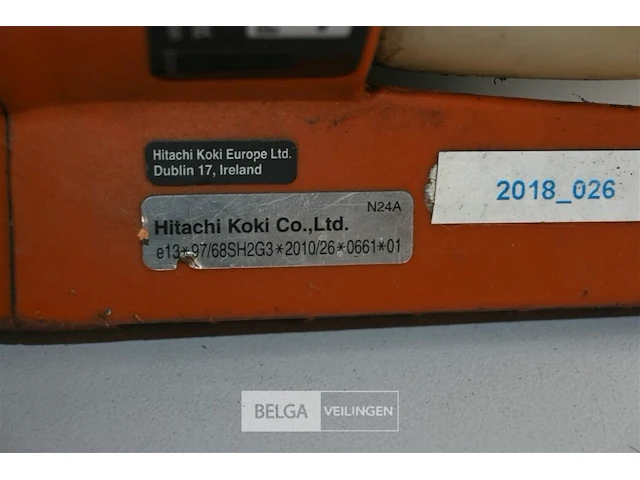 Hitachi Koki Europe Ltd.
Dublin 17, Ireland
2018_026
N24A
Hitachi Koki Co.,Ltd.
e13*97/68SH2G3*2010/26*0661*01
BELGA VEILINGEN